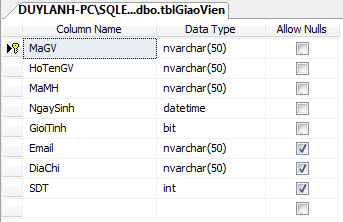 DUYLANH-PC\SQLE...dbo.tblGiaoVien
Column Name Data Type Allow Nulls
MaGV nvarchar(50)
HoTenGV nvarchar(50)
MaMH nvarchar(50)
NgaySinh datetime
GioiTinh bit
Email nvarchar(50)
DiaChi nvarchar(50)
SDT int